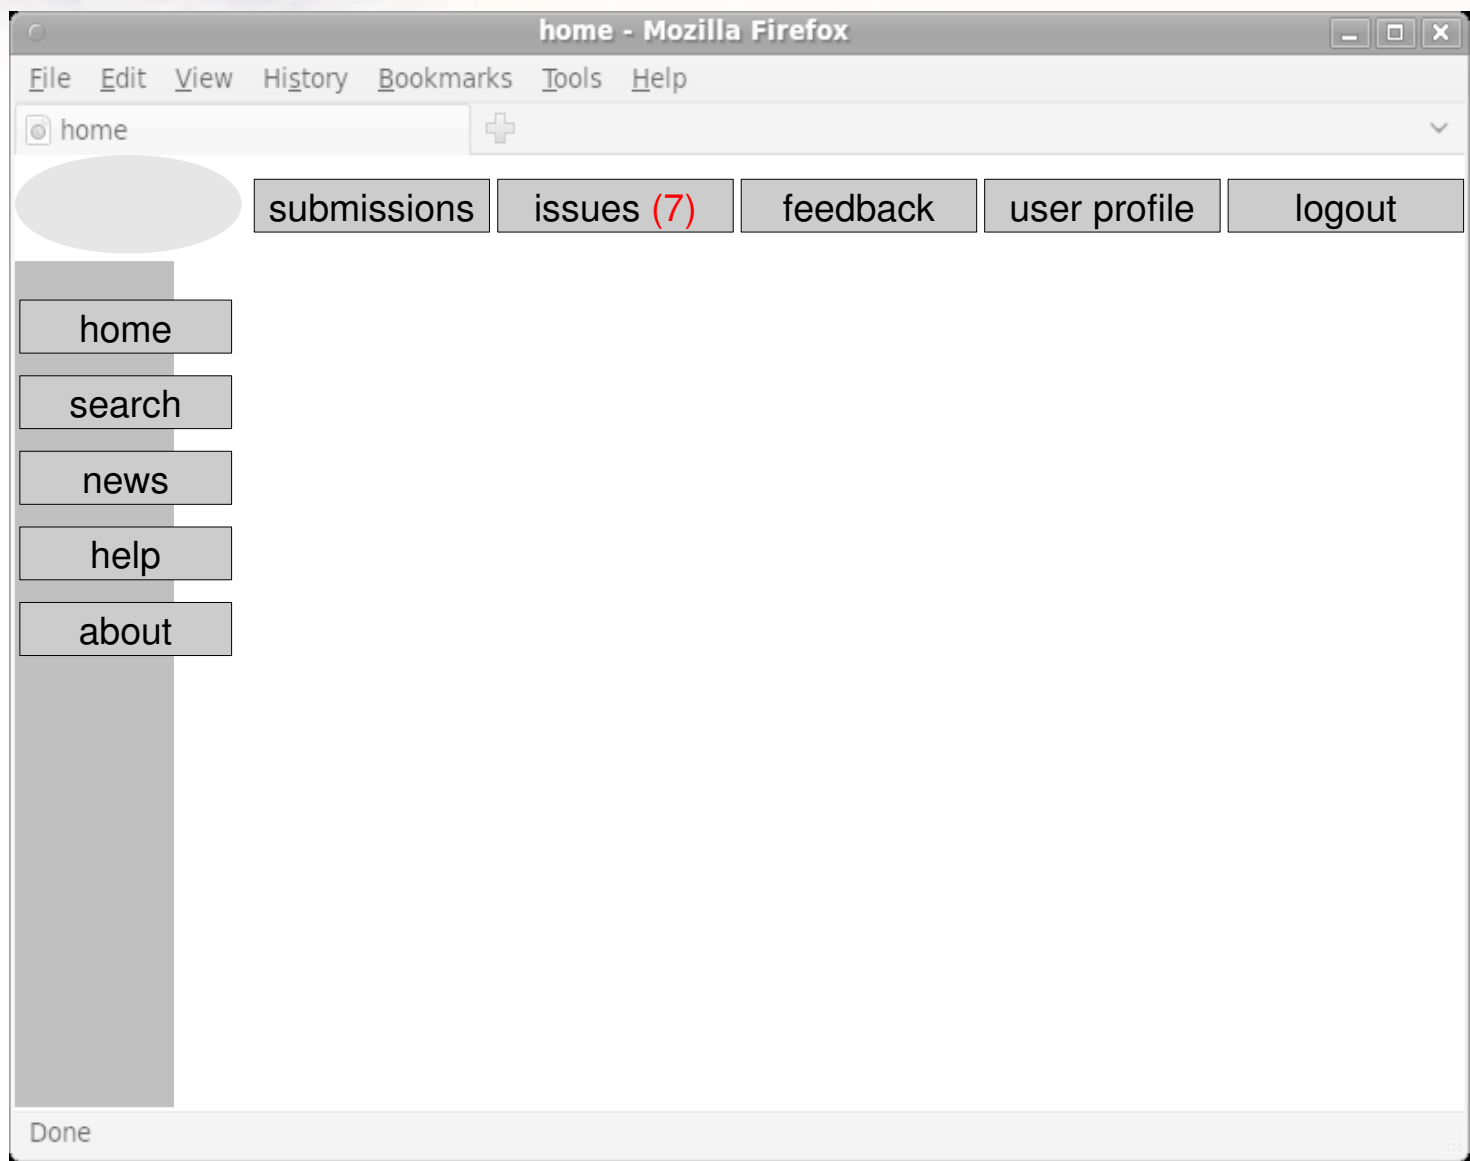 home - Mozilla Firefox
File Edit View History Bookmarks Tools Help
home
submissions issues (7) feedback user profile logout
home
search
news
help
about
Done